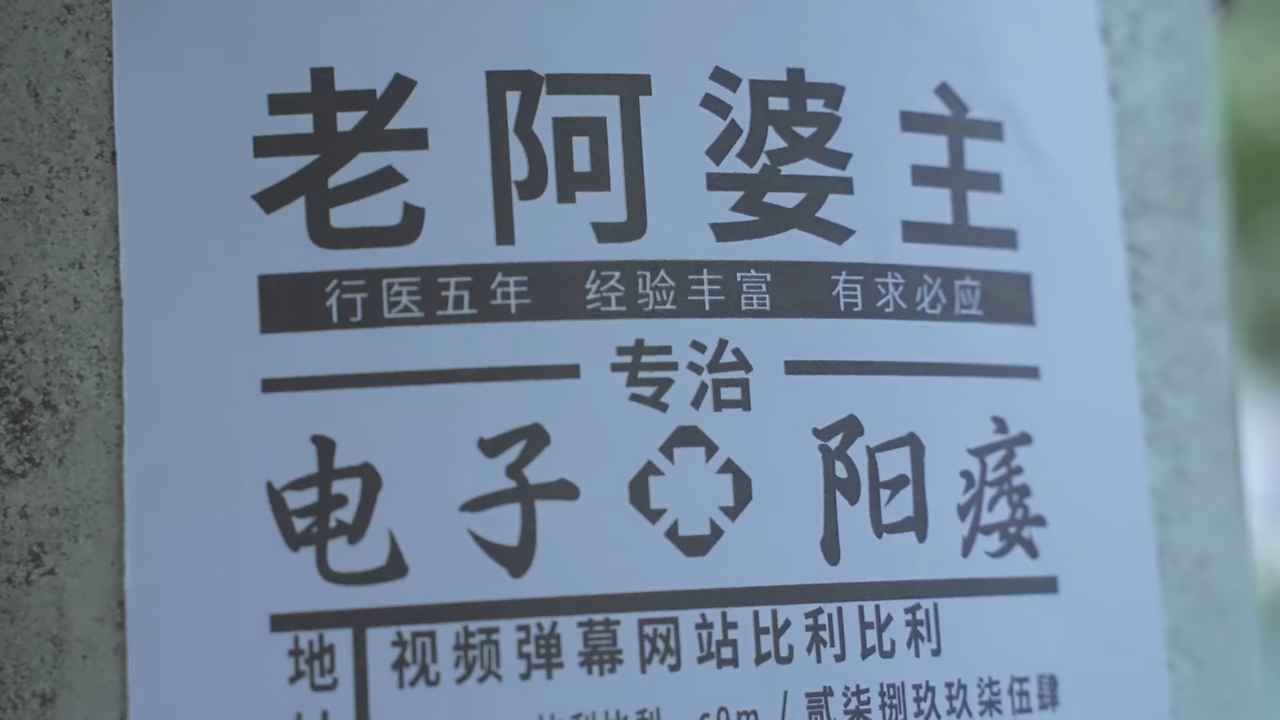 老阿婆主
行医五年 经验丰富 有求必应
专治
电子阳痿
地
视频弹幕网站比利比利
/ 贰柒捌玖玖柒伍肆